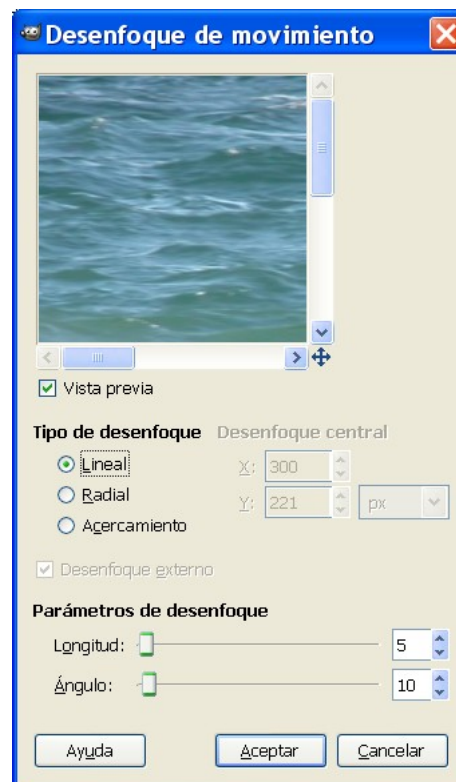 Desenfoque de movimiento
Vista previa
Tipo de desenfoque Desenfoque central
Lineal X: 300
Radial Y: 221 px
Acercamiento
Desenfoque externo
Parámetros de desenfoque
Longitud: 5
Ángulo: 10
Ayuda Aceptar Cancelar